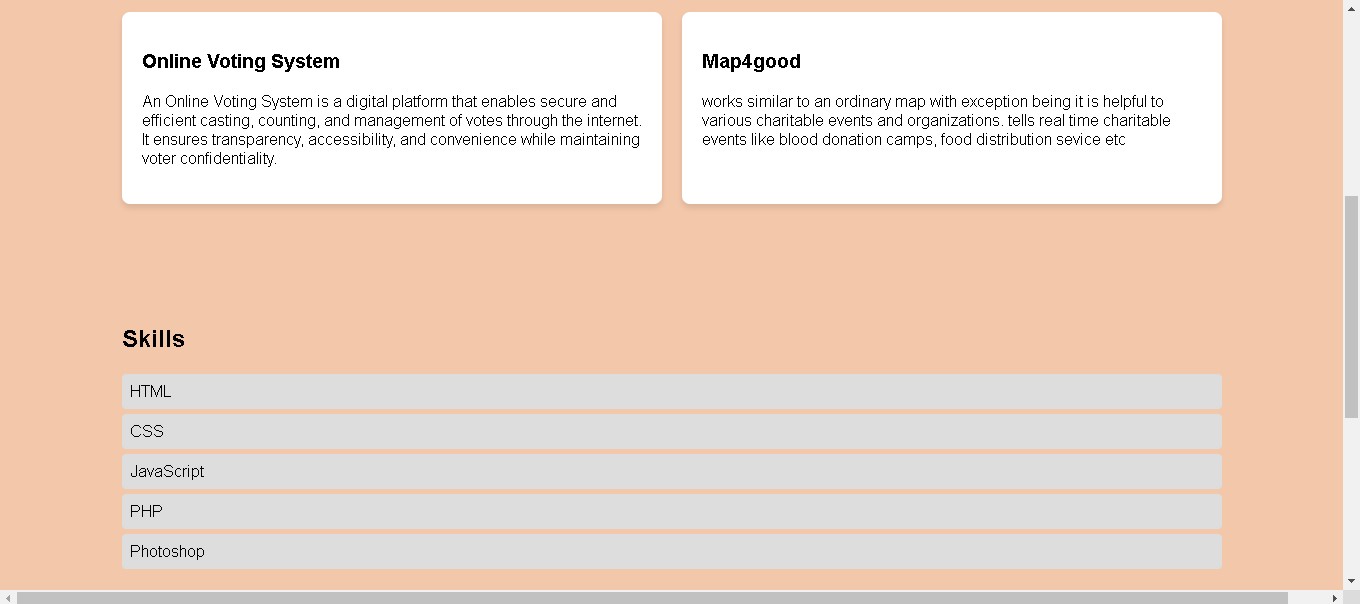 Online Voting System
An Online Voting System is a digital platform that enables secure and
efficient casting, counting, and management of votes through the internet.
It ensures transparency, accessibility, and convenience while maintaining
voter confidentiality.
Map4good
works similar to an ordinary map with exception being it is helpful to
various charitable events and organizations. tells real time charitable
events like blood donation camps, food distribution sevice etc
Skills
HTML
CSS
JavaScript
PHP
Photoshop